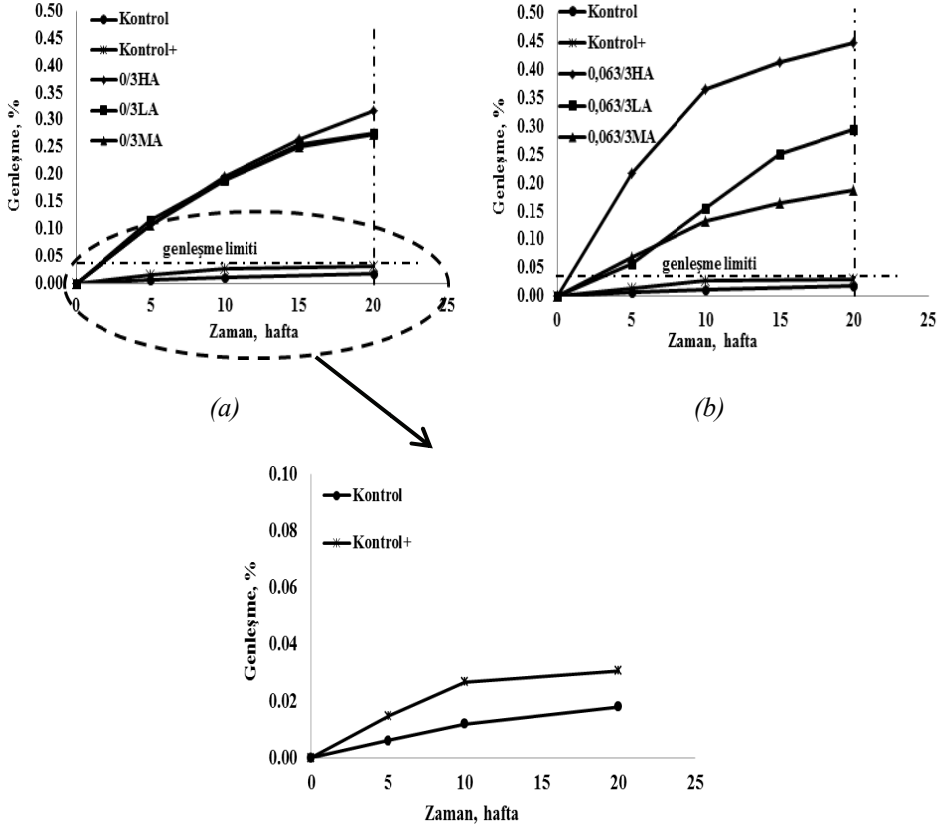 Kontrol
Kontrol+
0/3HA
0/3LA
0/3MA
Genleşme, %
0.50
0.45
0.40
0.35
0.30
0.25
0.20
0.15
0.10
0.05
0.00
genleşme limiti
0 5 10 15 20 25
Zaman, hafta
(a)
Kontrol
Kontrol+
0,063/3HA
0,063/3LA
0,063/3MA
Genleşme, %
0.50
0.45
0.40
0.35
0.30
0.25
0.20
0.15
0.10
0.05
0.00
genleşme limiti
0 5 10 15 20 25
Zaman, hafta
(b)
Kontrol
Kontrol+
Genleşme, %
0.10
0.08
0.06
0.04
0.02
0.00
0 5 10 15 20 25
Zaman, hafta